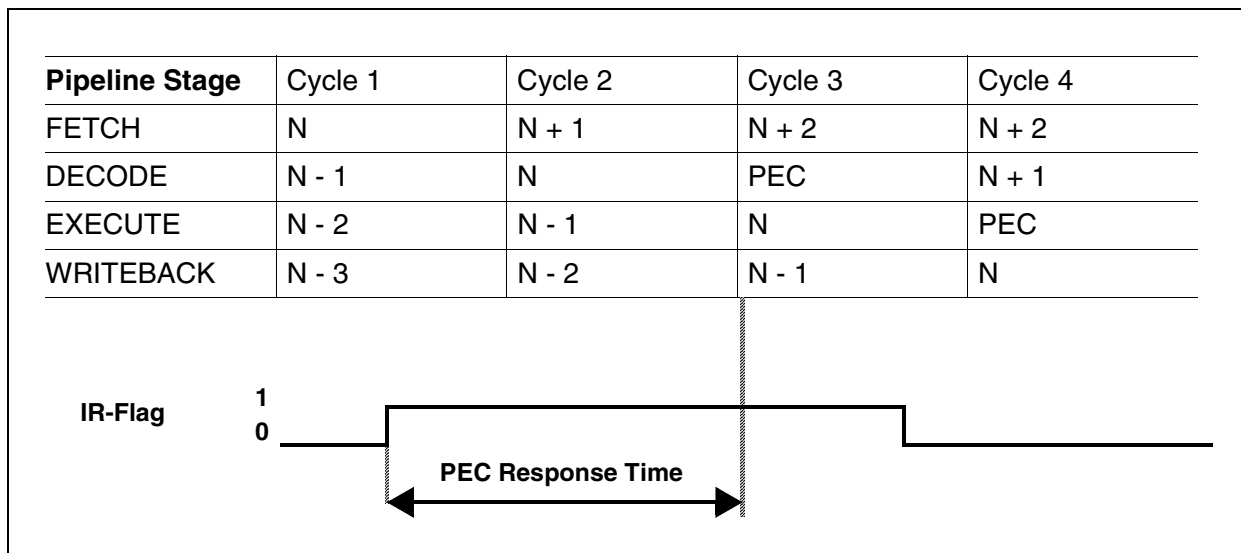 Pipeline Stage Cycle 1 Cycle 2 Cycle 3 Cycle 4
FETCH N N + 1 N + 2 N + 2
DECODE N - 1 N PEC N + 1
EXECUTE N - 2 N - 1 N PEC
WRITEBACK N - 3 N - 2 N - 1 N
IR-Flag 1
0
PEC Response Time